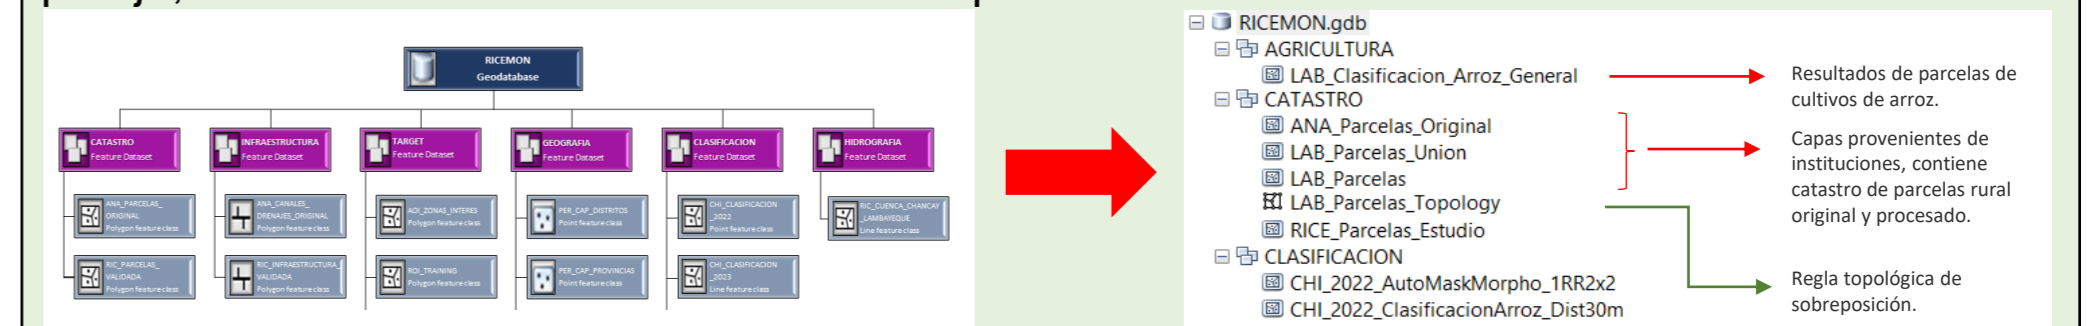 RICEMON
Geodatabase
CATASTRO
Feature Dataset
INFRAESTRUCTURA
Feature Dataset
TARGET
Feature Dataset
GEOGRAFIA
Feature Dataset
CLASIFICACION
Feature Dataset
HIDROGRAFIA
Feature Dataset
ANA_PARCELAS_
ORIGINAL
Polygon feature class
ANA_CANALES_
DRENAJES_ORIGINAL
Polygon feature class
AOI_ZONAS_INTERES
Polygon feature class
PER_CAP_DISTRITOS
Point feature class
CHI_CLASIFICACION
_2022
Point feature class
RIC_CUENCA_CHANCAY
_LAMBAYEQUE
Line feature class
RIC_PARCELAS_
VALIDADA
Polygon feature class
RIC_INFRAESTRUCTURA_
VALIDADA
Polygon feature class
ROI_TRAINING
Polygon feature class
PER_CAP_PROVINCIAS
Point feature class
CHI_CLASIFICACION
_2023
Line feature class
RICEMON.gdb
AGRICULTURA
LAB_Clasificacion_Arroz_General
CATASTRO
ANA_Parcelas_Original
LAB_Parcelas_Union
LAB_Parcelas
LAB_Parcelas_Topology
RICE_Parcelas_Estudio
CLASIFICACION
CHI_2022_AutoMaskMorpho_1RR2x2
CHI_2022_ClasificacionArroz_Dist30m
Resultados de parcelas de
cultivos de arroz.
Capas provenientes de
instituciones, contiene
catastro de parcelas rural
original y procesado.
Regla topológica de
sobreposición.